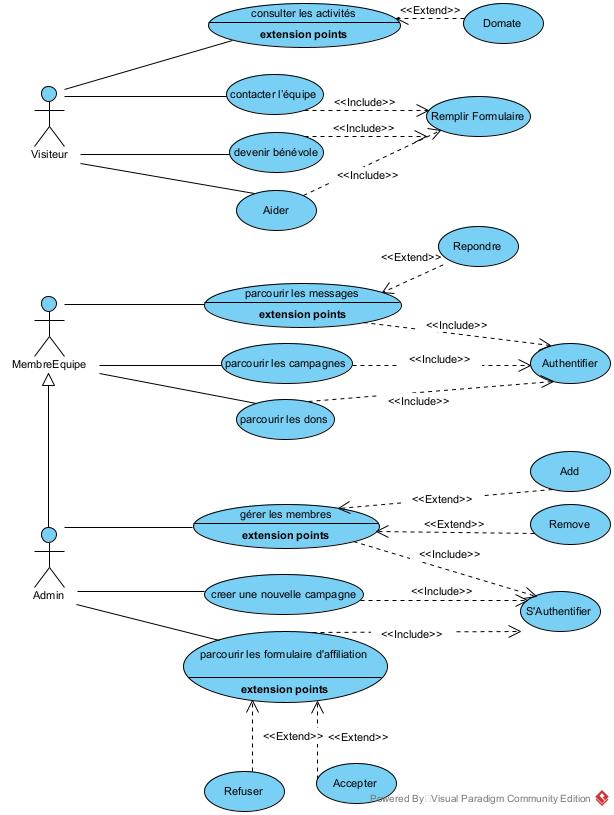 consulter les activités
extension points
<<Extend>>
Domate
contacter l'équipe
<<Include>>
Remplir Formulaire
<<Include>>
Visiteur
devenir bénévole
<<Include>>
Aider
Repondre
<<Extend>>
parcourir les messages
extension points
<<Include>>
MembreEquipe
parcourir les campagnes
<<Include>>
Authentifier
<<Include>>
parcourir les dons
Add
<<Extend>>
gérer les membres
extension points
<<Extend>>
Remove
<<Include>>
Admin
creer une nouvelle campagne
<<Include>>
S'Authentifier
<<Include>>
parcourir les formulaire d'affiliation
extension points
<<Extend>>
<<Extend>>
Refuser
Accepter
Powered By Visual Paradigm Community Edition